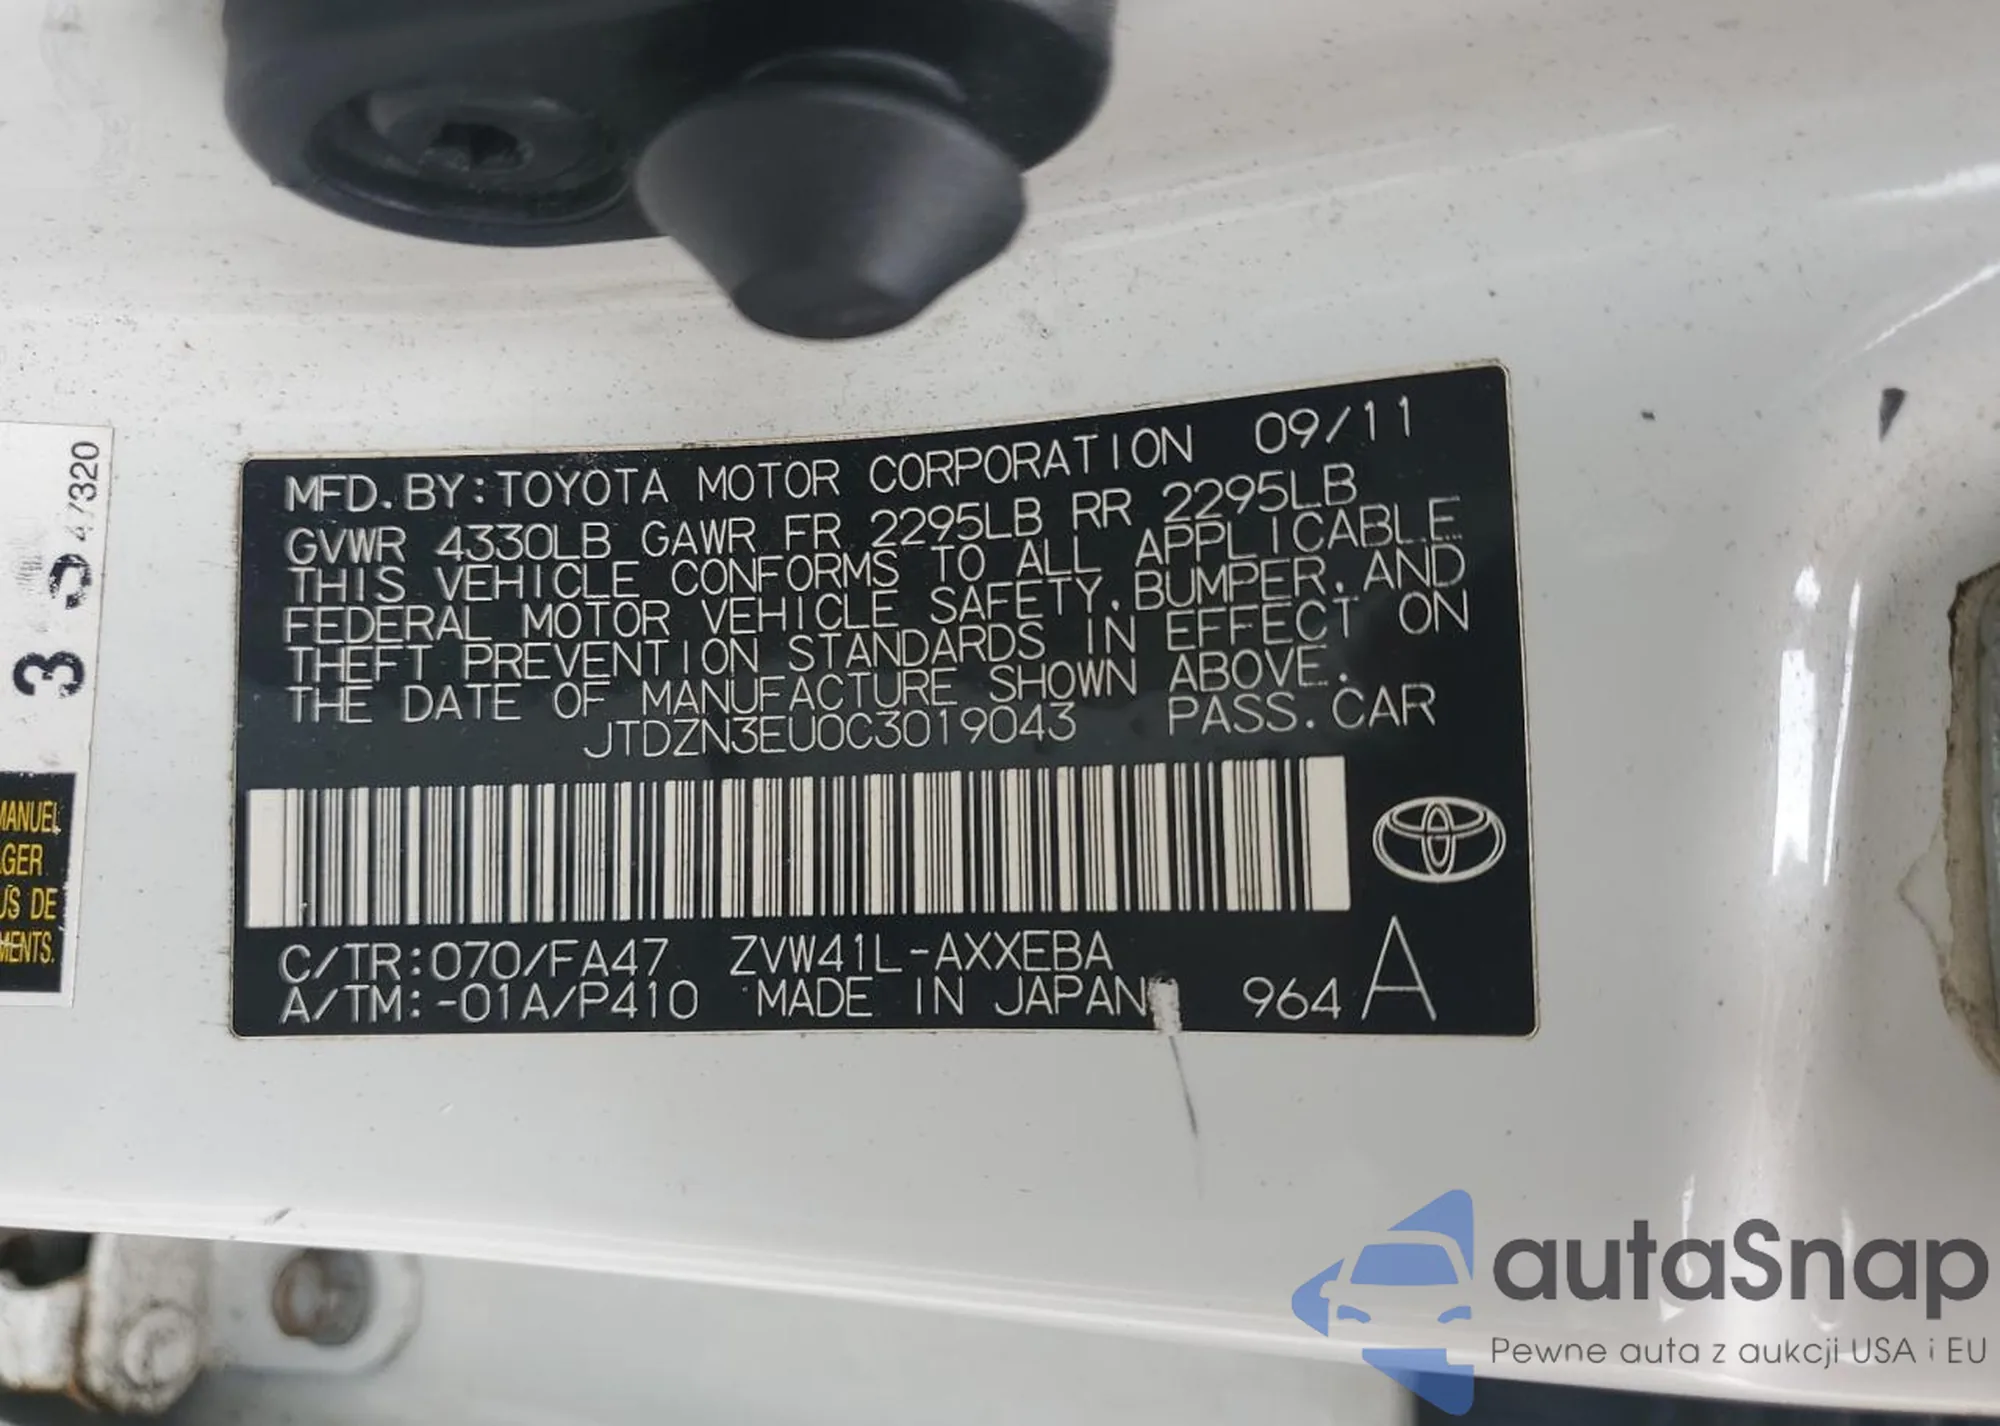 MFD. BY: TOYOTA MOTOR CORPORATION 09/11
GVWR 4330LB GAWR FR 2295LB RR 2295LB
THIS VEHICLE CONFORMS TO ALL APPLICABLE
FEDERAL MOTOR VEHICLE SAFETY, BUMPER, AND
THEFT PREVENTION STANDARDS IN EFFECT ON
THE DATE OF MANUFACTURE SHOWN ABOVE.
JTDZN3EU0C3019043 PASS. CAR
C/TR:070/FA47 ZVW41L-AXXEBA
A/TM:-01A/P410 MADE IN JAPAN 964 A
MANUEL
US DE
autaSnap
Pewne auta z aukcji USA i EU